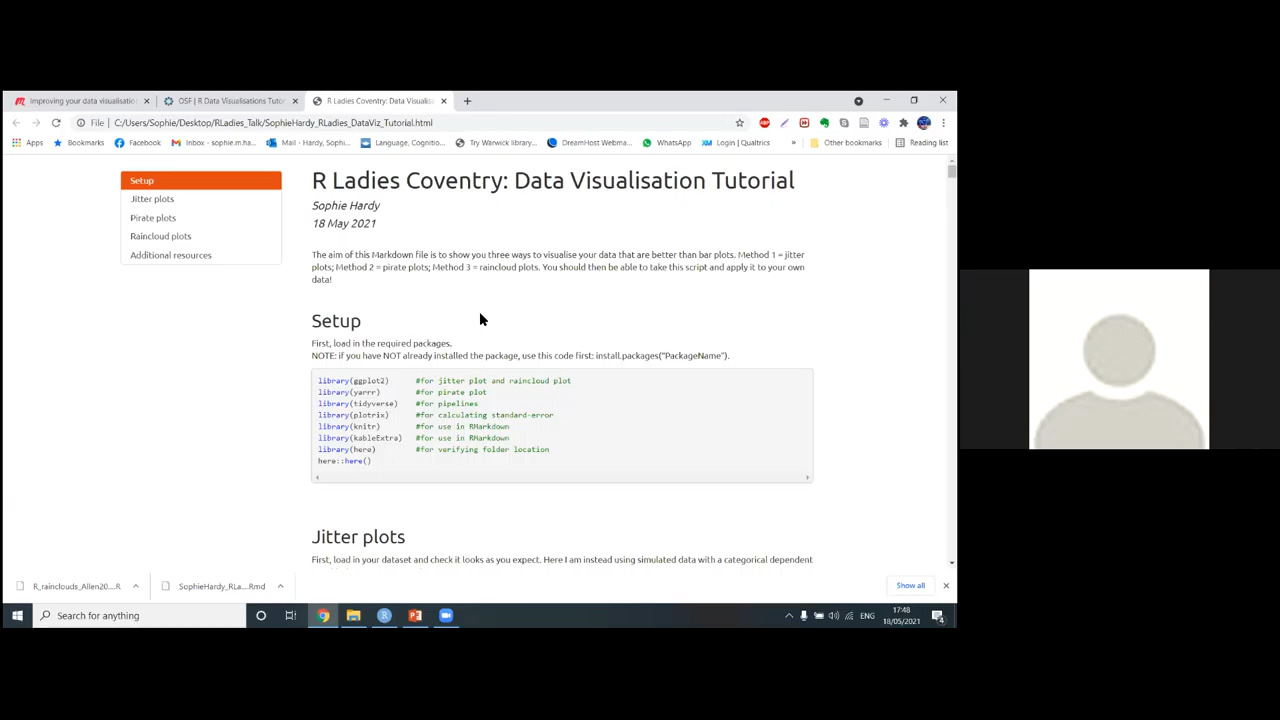 Improving your data visualisatio
OSF | R Data Visualisations Tutor
R Ladies Coventry: Data Visualis
File | C:/Users/Sophie/Desktop/RLadies_Talk/SophieHardy_RLadies_DataViz_Tutorial.html
Apps Bookmarks Facebook Inbox - sophie.m.ha... Mail - Hardy, Sophi... Language, Cognitio... Try Warwick library... DreamHost Webma... WhatsApp Login | Qualtrics » Other bookmarks Reading list
Setup
Jitter plots
Pirate plots
Raincloud plots
Additional resources
R Ladies Coventry: Data Visualisation Tutorial
Sophie Hardy
18 May 2021
The aim of this Markdown file is to show you three ways to visualise your data that are better than bar plots. Method 1 = jitter
plots; Method 2 = pirate plots; Method 3 = raincloud plots. You should then be able to take this script and apply it to your own
data!
Setup
First, load in the required packages.
NOTE: if you have NOT already installed the package, use this code first: install.packages("PackageName").
library(ggplot2) #for jitter plot and raincloud plot
library(yarrr) #for pirate plot
library(tidyverse) #for pipelines
library(plotrix) #for calculating standard-error
library(knitr) #for use in RMarkdown
library(kableExtra) #for use in RMarkdown
library(here) #for verifying folder location
here::here()
Jitter plots
First, load in your dataset and check it looks as you expect. Here I am instead using simulated data with a categorical dependent
R_rainclouds_Allen20....R
SophieHardy_RLa....Rmd
Show all
Search for anything
ENG
17:48
18/05/2021